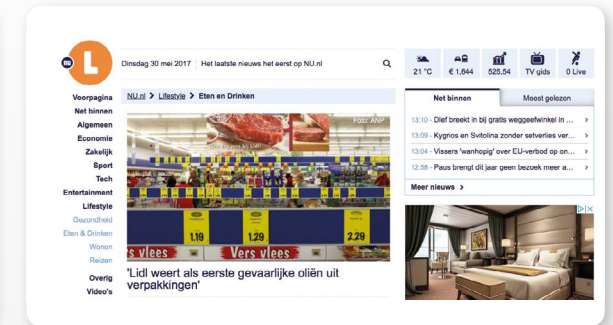 nu
L
Dinsdag 30 mei 2017 | Het laatste nieuws het eerst op NU.nl
21 °C
€ 1,644
525,54
TV gids
0 Live
Voorpagina
Net binnen
Algemeen
Economie
Zakelijk
Sport
Tech
Entertainment
Lifestyle
Gezondheid
Eten & Drinken
Wonen
Reizen
Overig
Video's
NU.nl > Lifestyle > Eten en Drinken
Foto: ANP
1.19
1.29
2.29
s vlees
Vers vlees
Vers
'Lidl weert als eerste gevaarlijke oliën uit
verpakkingen'
Net binnen
Meest gelezen
13:10 - Dief breekt in bij gratis weggeefwinkel in ... >
13:09 - Kygrios en Svitolina zonder setverlies ver... >
13:04 - Vissers 'wanhopig' over EU-verbod op on... >
12:58 - Paus brengt dit jaar geen bezoek meer a... >
Meer nieuws >